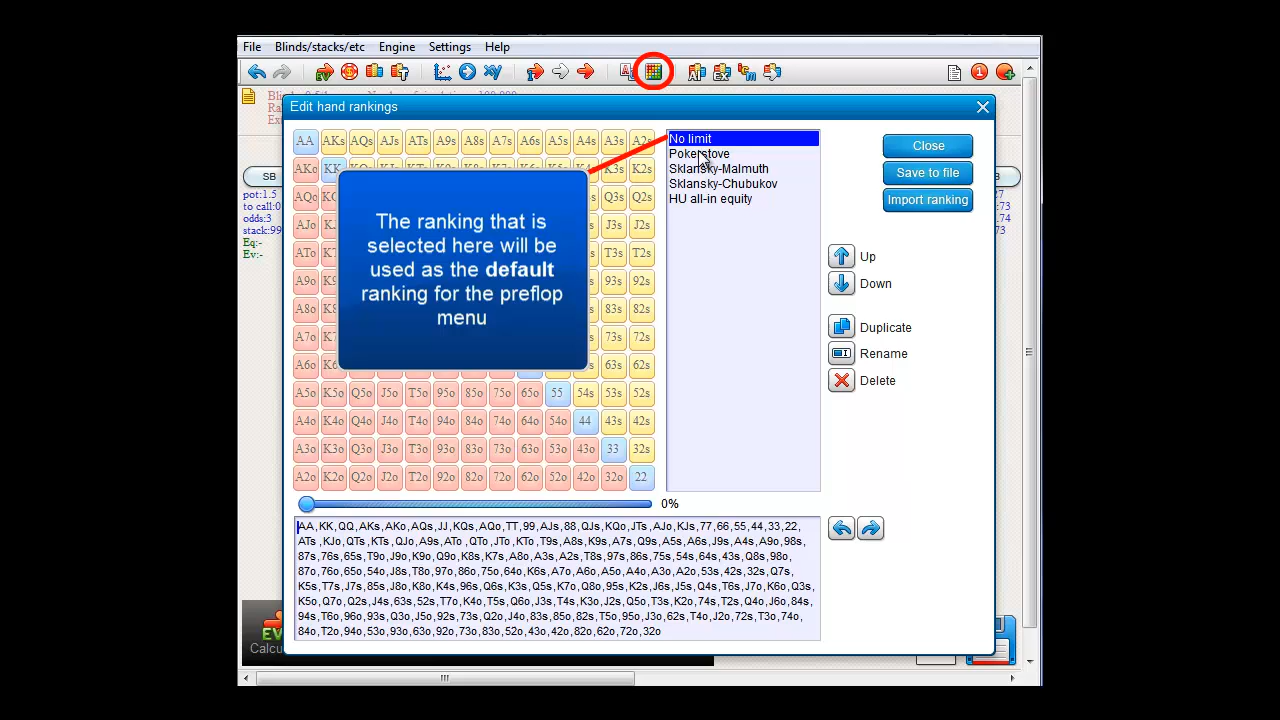 File Blinds/stacks/etc Engine Settings Help
Edit hand rankings
AA AKs AQs AJs ATs A9s A8s A7s A6s A5s A4s A3s A2s
AKo KK K3s K2s
AQo Q3s Q2s
AJo J3s J2s
ATo T3s T2s
A9o 93s 92s
A8o 83s 82s
A7o 73s 72s
A6o 63s 62s
A5o K5o Q5o J5o T5o 95o 85o 75o 65o 55 54s 53s 52s
A4o K4o Q4o J4o T4o 94o 84o 74o 64o 54o 44 43s 42s
A3o K3o Q3o J3o T3o 93o 83o 73o 63o 53o 43o 33 32s
A2o K2o Q2o J2o T2o 92o 82o 72o 62o 52o 42o 32o 22
The ranking that is
selected here will be
used as the default
ranking for the preflop
menu
No limit
Pokerstove
Sklansky-Malmuth
Sklansky-Chubukov
HU all-in equity
Close
Save to file
Import ranking
Up
Down
Duplicate
Rename
Delete
0%
AA,KK,QQ,AKs,AKo,AQs,JJ,KQs,AQo,TT,99,AJs,88,QJs,KQo,JTs,AJo,KJs,77,66,55,44,33,22,
ATs,KJo,QTs,KTs,QJo,A9s,ATo,QTo,JTo,KTo,T9s,A8s,K9s,A7s,Q9s,A5s,A6s,J9s,A4s,A9o,98s,
87s,76s,65s,T9o,J9o,K9o,Q9o,K8s,K7s,A8o,A3s,A2s,T8s,97s,86s,75s,54s,64s,43s,Q8s,98o,
87o,76o,65o,54o,J8s,T8o,97o,86o,75o,64o,K6s,A7o,A6o,A5o,A4o,A3o,A2o,53s,42s,32s,Q7s,
K5s,T7s,J7s,85s,J8o,K8o,K4s,96s,Q6s,K3s,Q5s,K7o,Q8o,95s,K2s,J6s,J5s,Q4s,T6s,J7o,K6o,Q3s,
K5o,Q7o,Q2s,J4s,63s,52s,T7o,K4o,T5s,Q6o,J3s,T4s,K3o,J2s,Q5o,T3s,K2o,74s,T2s,Q4o,J6o,84s,
94s,T6o,96o,93s,Q3o,J5o,92s,73s,Q2o,J4o,83s,85o,82s,T5o,95o,J3o,62s,T4o,J2o,72s,T3o,74o,
84o,T2o,94o,53o,93o,63o,92o,73o,83o,52o,43o,42o,82o,62o,72o,32o
SB
pot:1.5
to call:0
odds:3
stack:99
Eq:-
Ev:-
27
:73
.74
73
EV